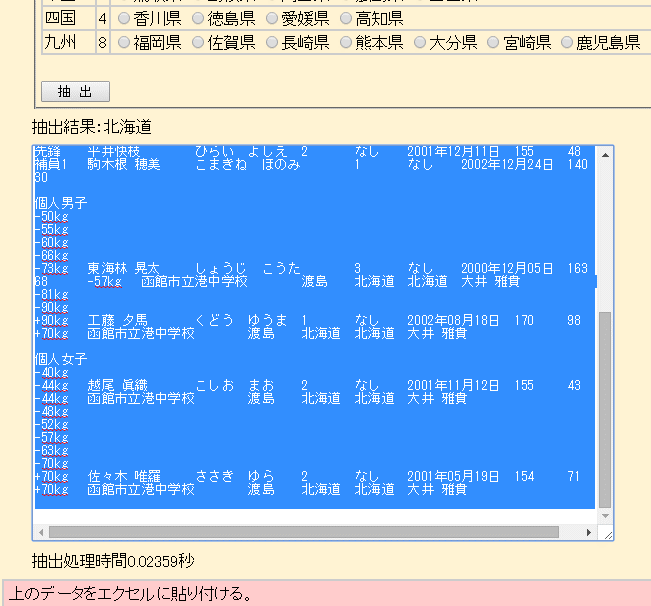 四国 4 香川県 徳島県 愛媛県 高知県
九州 8 福岡県 佐賀県 長崎県 熊本県 大分県 宮崎県 鹿児島県
抽 出
抽出結果:北海道
先鋒 平井快枝 ひらい よしえ 2 なし 2001年12月11日 155 48
補員1 駒木根 穂美 こまきね ほのみ 1 なし 2002年12月24日 140
30
個人男子
-50kg
-55kg
-60kg
-66kg
-73kg 東海林 晃太 しょうじ こうた 3 なし 2000年12月05日 163
68 -57kg 函館市立港中学校 渡島 北海道 北海道 大井 雅貴
-81kg
-90kg
+90kg 工藤 夕馬 くどう ゆうま 1 なし 2002年08月18日 170 98
+70kg 函館市立港中学校 渡島 北海道 北海道 大井 雅貴
個人女子
-40kg
-44kg 越尾 眞織 こしお まお 2 なし 2001年11月12日 155 43
-44kg 函館市立港中学校 渡島 北海道 北海道 大井 雅貴
-48kg
-52kg
-57kg
-63kg
-70kg
+70kg 佐々木 唯羅 ささき ゆら 2 なし 2001年05月19日 154 71
+70kg 函館市立港中学校 渡島 北海道 北海道 大井 雅貴
抽出処理時間0.02359秒
上のデータをエクセルに貼り付ける。